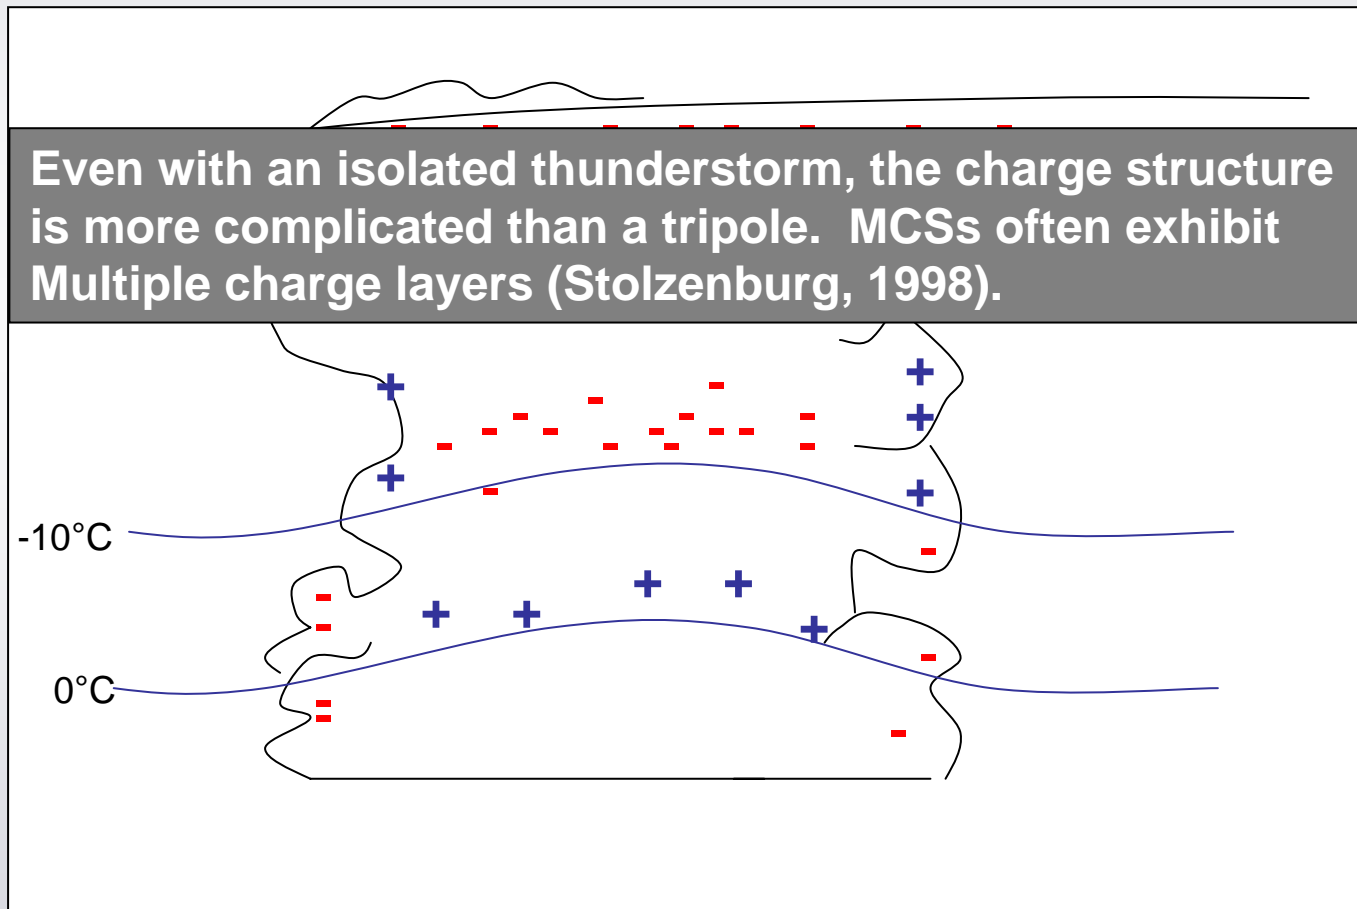 Even with an isolated thunderstorm, the charge structure
is more complicated than a tripole.  MCSs often exhibit
Multiple charge layers (Stolzenburg, 1998).
-10°C
0°C